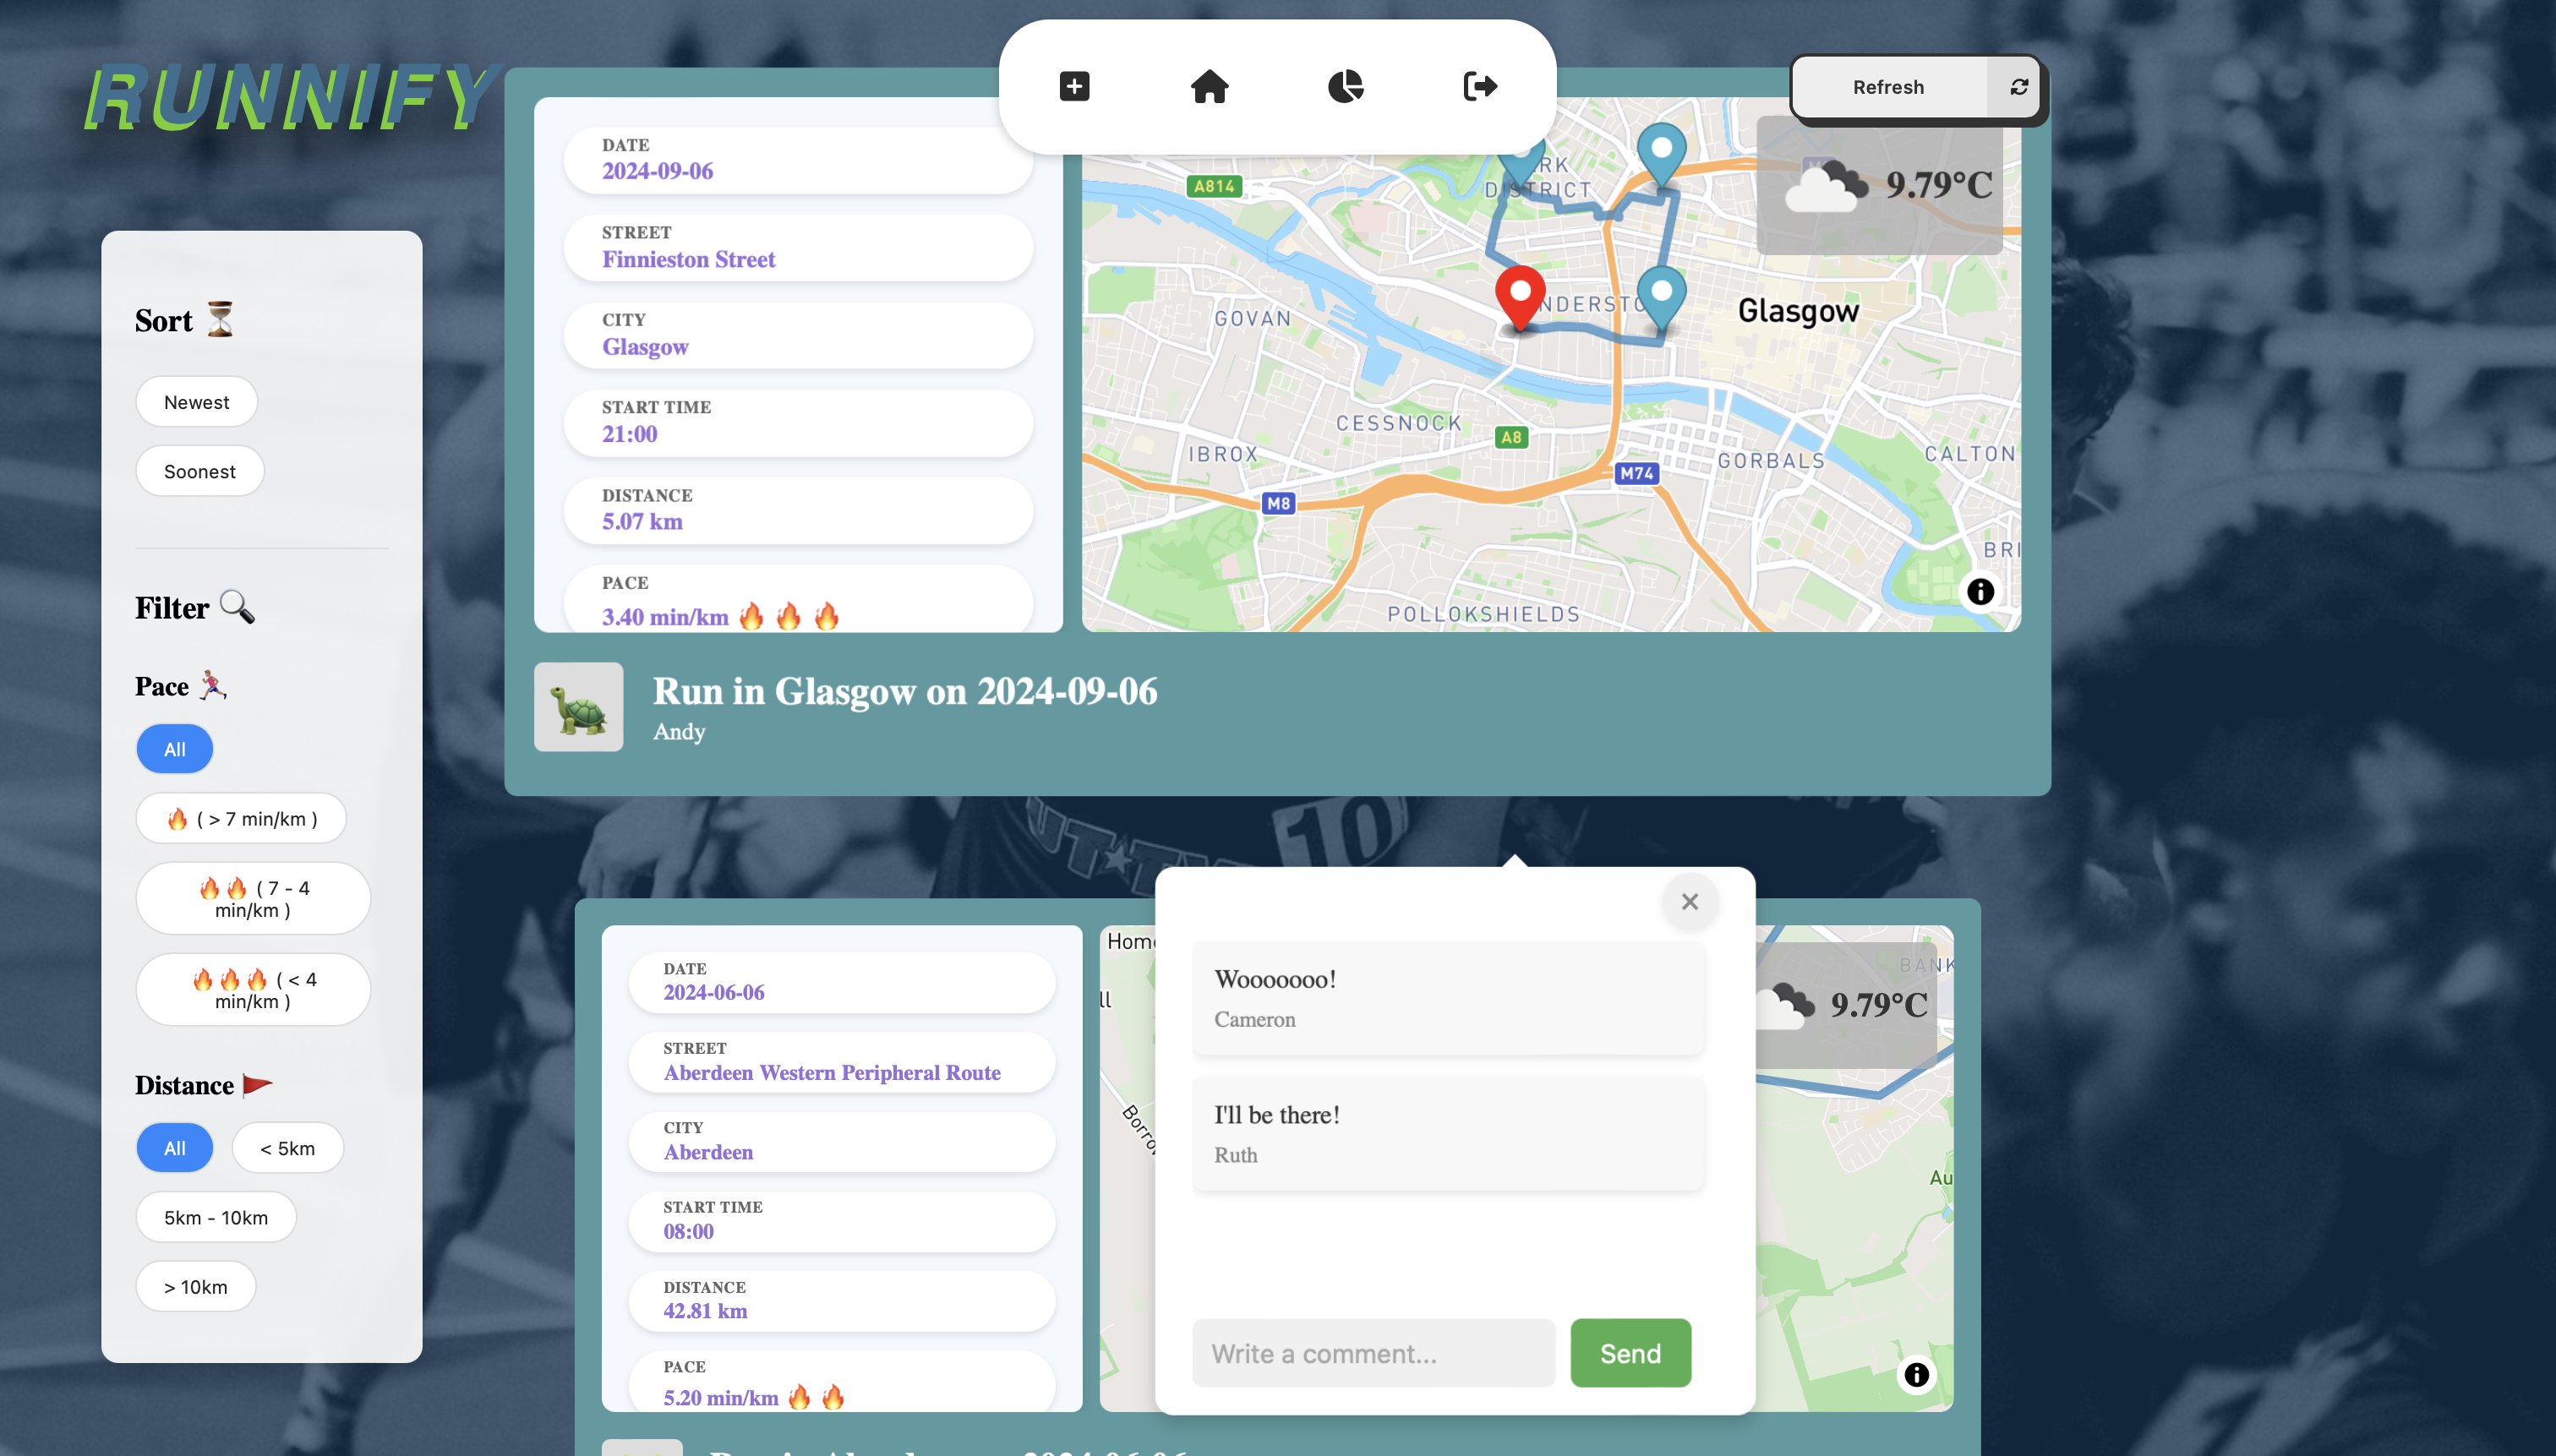 RUNNIFY
Refresh
Sort
Newest
Soonest
Filter
Pace
All
( > 7 min/km )
( 7 - 4
min/km )
( < 4
min/km )
Distance
All
< 5km
5km - 10km
> 10km
DATE
2024-09-06
STREET
Finnieston Street
CITY
Glasgow
START TIME
21:00
DISTANCE
5.07 km
PACE
3.40 min/km
A814
DISTRICT
9.79°C
GOVAN
Glasgow
CESSNOCK
A8
IBROX
M74
GORBALS
CALTON
M8
BRI
POLLOKSHIELDS
Run in Glasgow on 2024-09-06
Andy
10
DATE
2024-06-06
STREET
Aberdeen Western Peripheral Route
CITY
Aberdeen
START TIME
08:00
DISTANCE
42.81 km
PACE
5.20 min/km
BANK
9.79°C
Au
Wooooooo!
Cameron
I'll be there!
Ruth
Write a comment...
Send